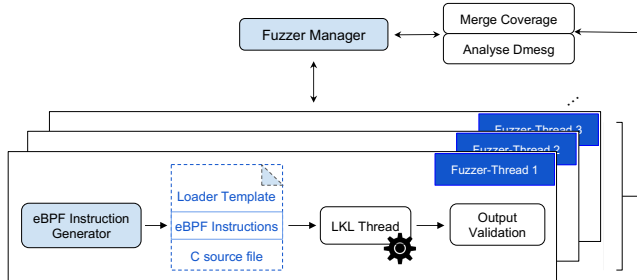 Merge Coverage
Fuzzer Manager
Analyse Dmesg
...
Fuzzer-Thread 3
Fuzzer-Thread 2
Fuzzer-Thread 1
Loader Template
eBPF Instruction
Generator
eBPF Instructions
C source file
LKL Thread
Output
Validation